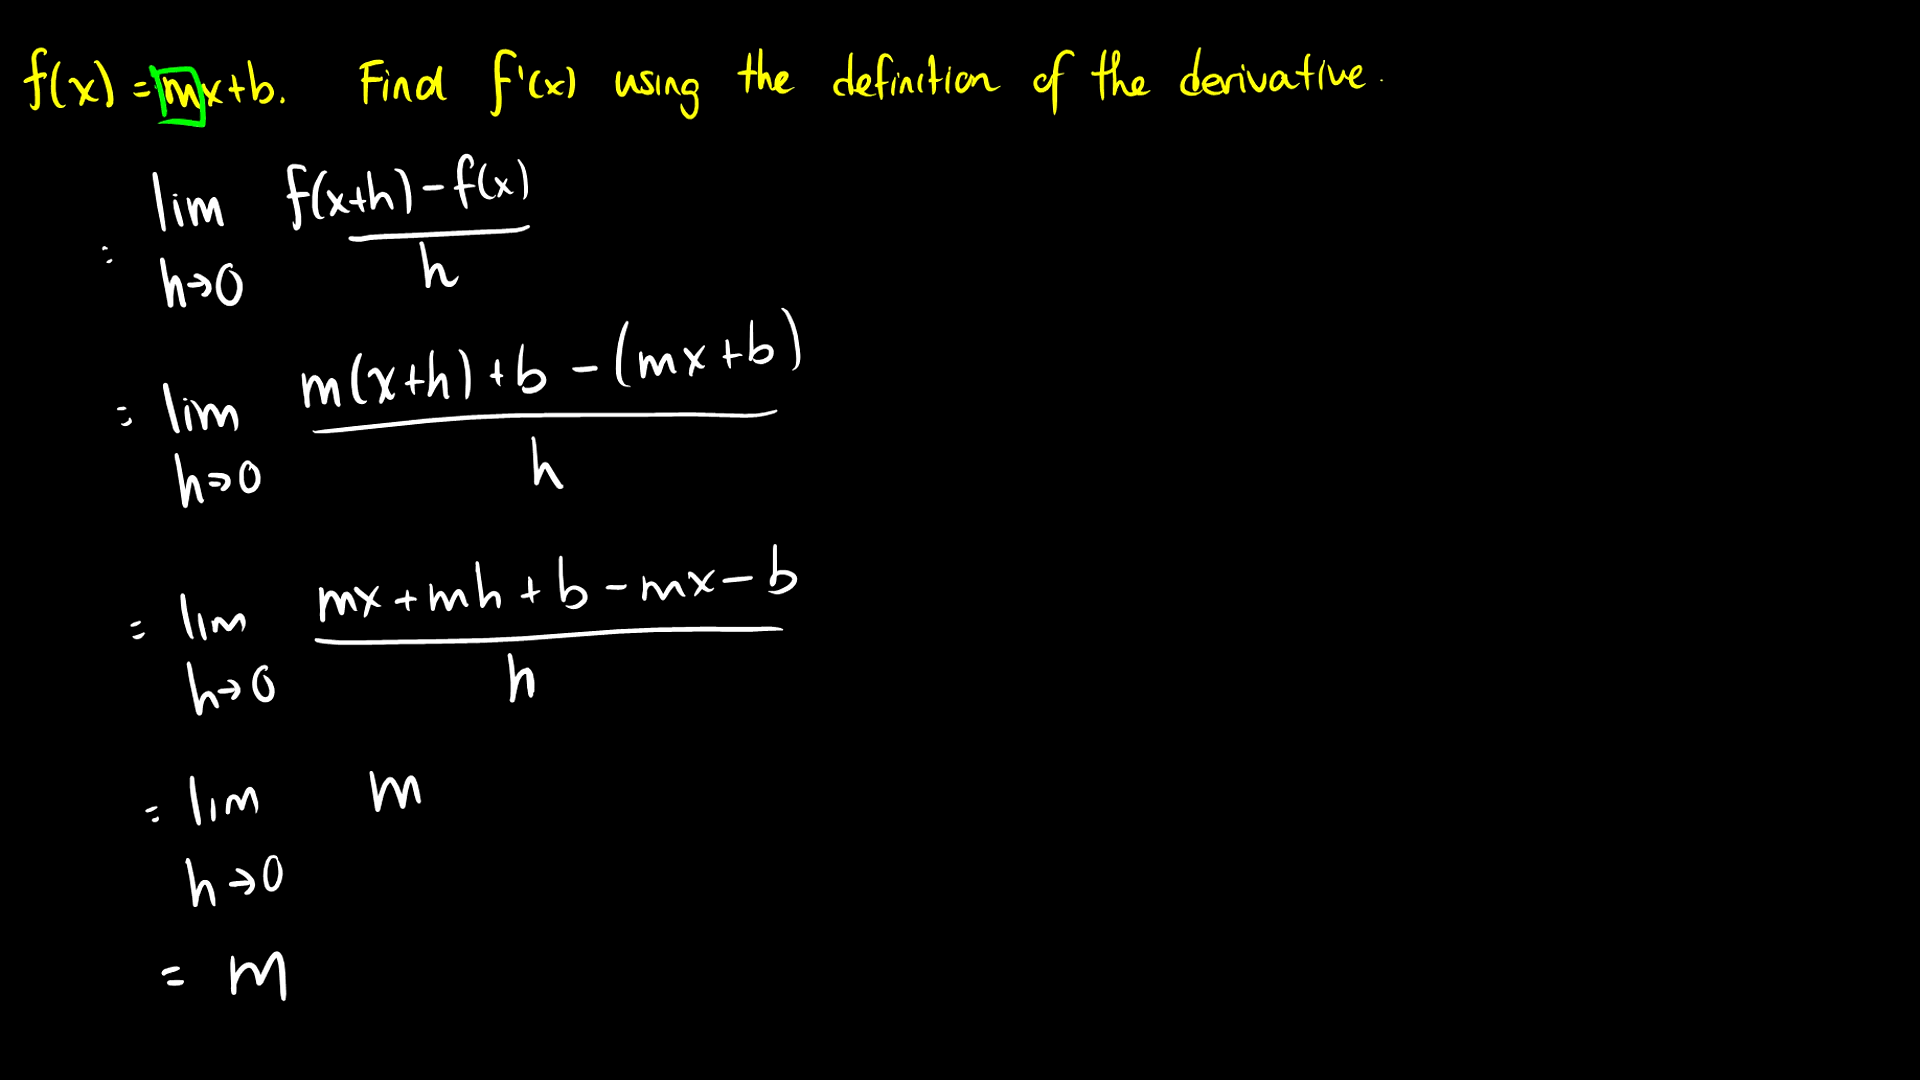 f(x) = mx+b. Find f'(x) using the definition of the derivative.
= lim h→0 f(x+h) - f(x) / h
= lim h→0 m(x+h) + b - (mx+b) / h
= lim h→0 mx + mh + b - mx - b / h
= lim h→0 m
= m